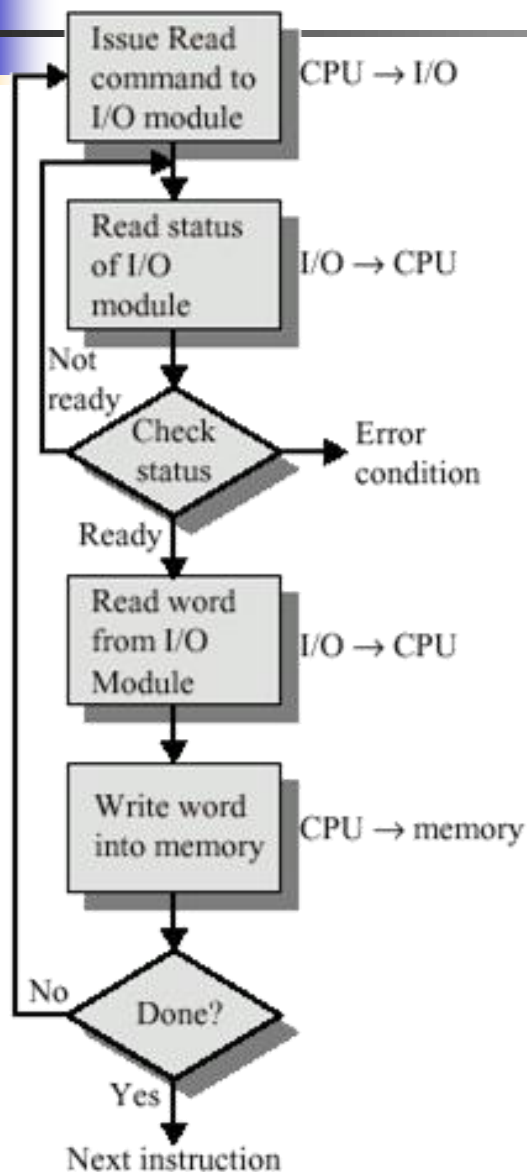 Issue Read
command to
I/O module
CPU → I/O
Read status
of I/O
module
I/O → CPU
Not
ready
Check
status
Error
condition
Ready
Read word
from I/O
Module
I/O → CPU
Write word
into memory
CPU → memory
No
Done?
Yes
Next instruction